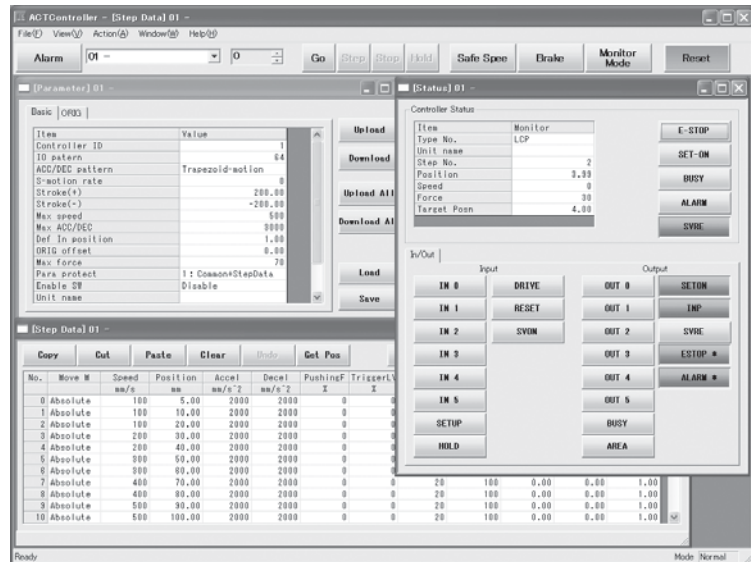 ACTController - [Step Data] 01 -
File(F) View(V) Action(A) Window(W) Help(H)
Alarm 01 - 0 Go Step Stop Hold Safe Spee Brake Monitor Mode Reset
[Parameter] 01 -
Basic ORIG
Item Value
Controller ID 1
IO patern 64
ACC/DEC pattern Trapezoid-motion
S-motion rate 0
Stroke(+) 200.00
Stroke(-) -200.00
Max speed 500
Max ACC/DEC 3000
Def In position 1.00
ORIG offset 0.00
Max force 70
Para protect 1: Common+StepData
Enable SW Disable
Unit name
Upload
Download
Upload All
Download Al
Load
Save
[Status] 01 -
Controller Status
Item Monitor
Type No. LCP
Unit name
Step No. 2
Position 3.99
Speed 0
Force 30
Target Posn 4.00
E-STOP
SET-ON
BUSY
ALARM
SVRE
In/Out
Input Output
IN 0 DRIVE OUT 0 SETON
IN 1 RESET OUT 1 INP
IN 2 SVON OUT 2 SVRE
IN 3 OUT 3 ESTOP *
IN 4 OUT 4 ALARM *
IN 5 OUT 5
SETUP BUSY
HOLD AREA
[Step Data] 01 -
Copy Cut Paste Clear Undo Get Pos
No. Move M Speed Position Accel Decel PushingF TriggerLV
mm/s mm mm/s^2 mm/s^2 % %
0 Absolute 100 5.00 2000 2000 0 0
1 Absolute 100 10.00 2000 2000 0 0
2 Absolute 100 20.00 2000 2000 0 0
3 Absolute 200 30.00 2000 2000 0 0
4 Absolute 200 40.00 2000 2000 0 0
5 Absolute 300 50.00 2000 2000 0 0
6 Absolute 300 60.00 2000 2000 0 0
7 Absolute 400 70.00 2000 2000 0 0 20 100 0.00 0.00 1.00
8 Absolute 400 80.00 2000 2000 0 0 20 100 0.00 0.00 1.00
9 Absolute 500 90.00 2000 2000 0 0 20 100 0.00 0.00 1.00
10 Absolute 500 100.00 2000 2000 0 0 20 100 0.00 0.00 1.00
Ready Mode Normal